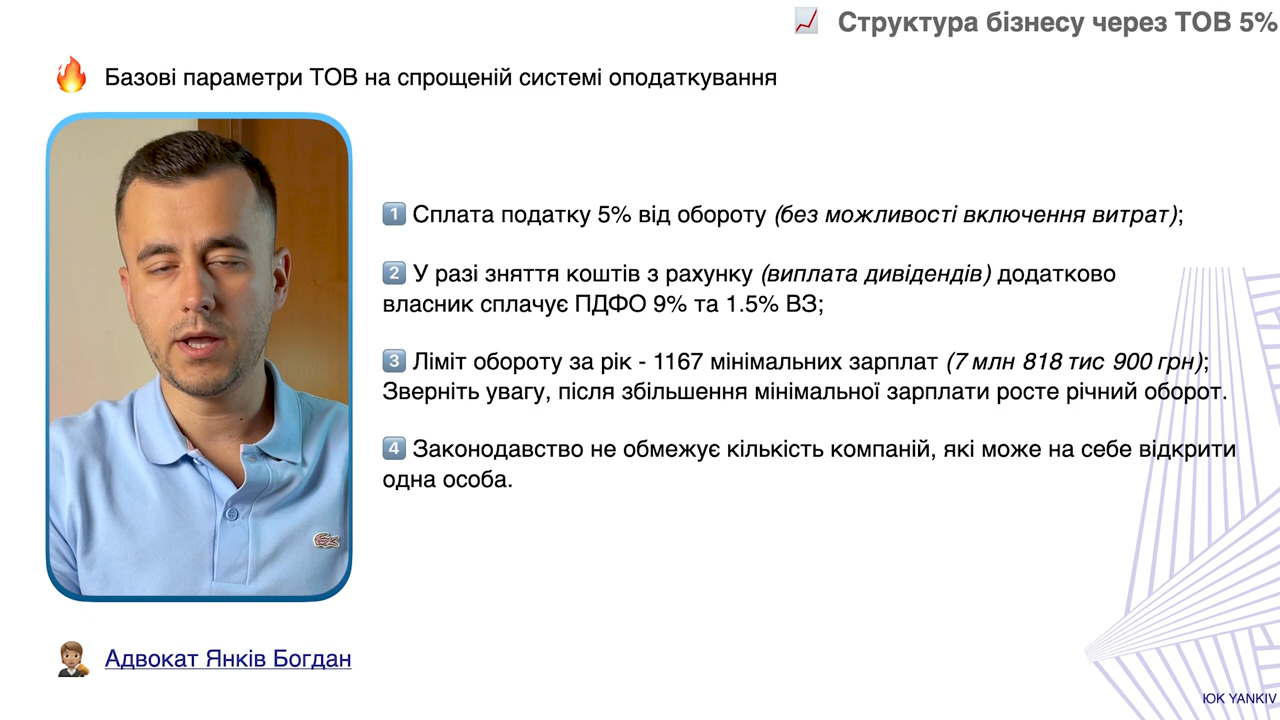 📈 Структура бізнесу через ТОВ 5%
🔥 Базові параметри ТОВ на спрощеній системі оподаткування
1️⃣ Сплата податку 5% від обороту (без можливості включення витрат);
2️⃣ У разі зняття коштів з рахунку (виплата дивідендів) додатково
власник сплачує ПДФО 9% та 1.5% ВЗ;
3️⃣ Ліміт обороту за рік - 1167 мінімальних зарплат (7 млн 818 тис 900 грн);
Зверніть увагу, після збільшення мінімальної зарплати росте річний оборот.
4️⃣ Законодавство не обмежує кількість компаній, які може на себе відкрити
одна особа.
Адвокат Янків Богдан
ЮК YANKIV